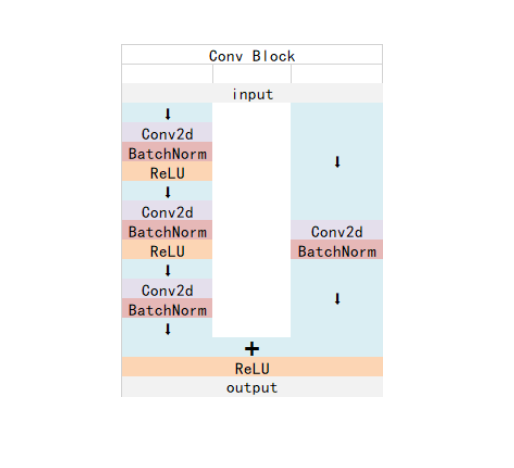 Conv Block
input
Conv2d
BatchNorm
ReLU
Conv2d
BatchNorm
ReLU
Conv2d
BatchNorm
Conv2d
BatchNorm
+
ReLU
output